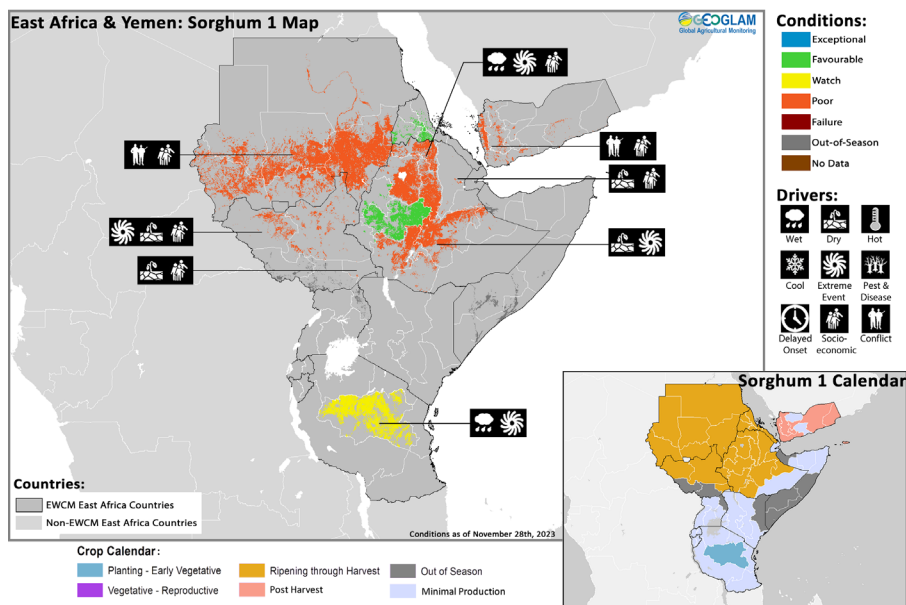 East Africa & Yemen: Sorghum 1 Map
GEOGLAM
Global Agricultural Monitoring
Conditions:
Exceptional
Favourable
Watch
Poor
Failure
Out-of-Season
No Data
Drivers:
Wet
Dry
Hot
Cool
Extreme
Event
Pest &
Disease
Delayed
Onset
Socio-
economic
Conflict
Sorghum 1 Calendar
Countries:
EWCM East Africa Countries
Non-EWCM East Africa Countries
Conditions as of November 28th, 2023
Crop Calendar:
Planting - Early Vegetative
Ripening through Harvest
Out of Season
Vegetative - Reproductive
Post Harvest
Minimal Production